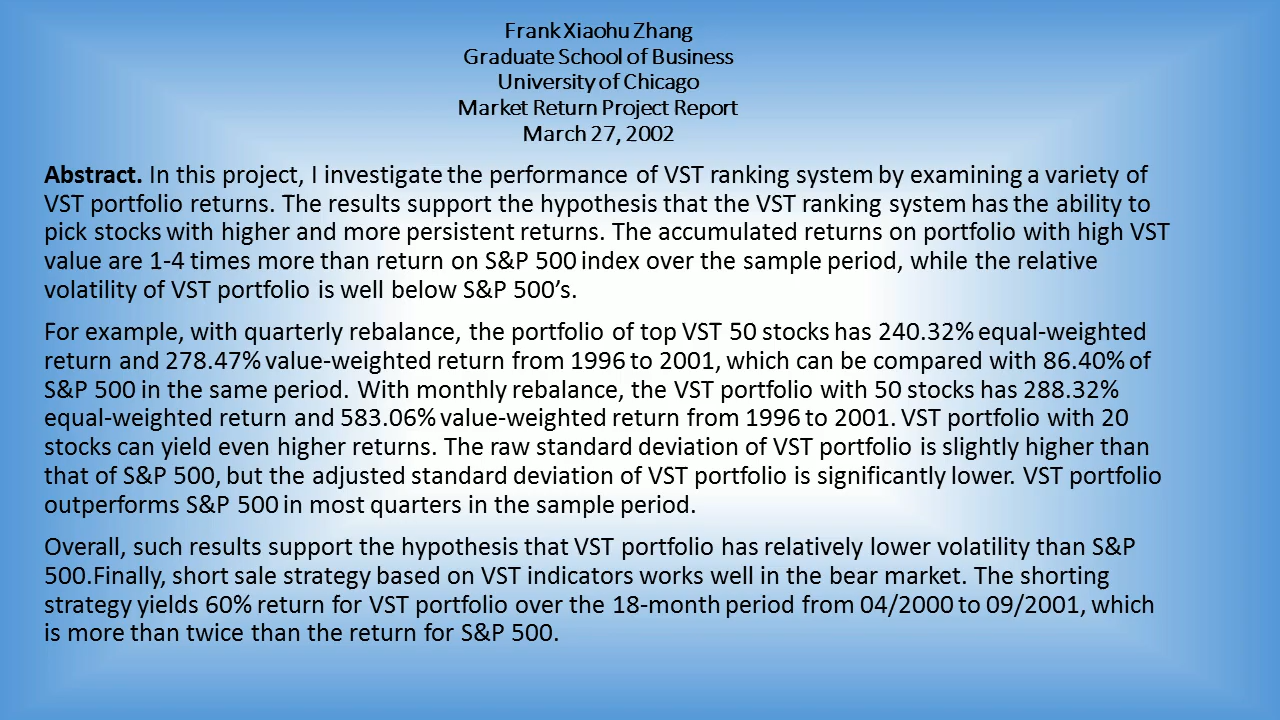 Frank Xiaohu Zhang
Graduate School of Business
University of Chicago
Market Return Project Report
March 27, 2002
Abstract. In this project, I investigate the performance of VST ranking system by examining a variety of
VST portfolio returns. The results support the hypothesis that the VST ranking system has the ability to
pick stocks with higher and more persistent returns. The accumulated returns on portfolio with high VST
value are 1-4 times more than return on S&P 500 index over the sample period, while the relative
volatility of VST portfolio is well below S&P 500’s.
For example, with quarterly rebalance, the portfolio of top VST 50 stocks has 240.32% equal-weighted
return and 278.47% value-weighted return from 1996 to 2001, which can be compared with 86.40% of
S&P 500 in the same period. With monthly rebalance, the VST portfolio with 50 stocks has 288.32%
equal-weighted return and 583.06% value-weighted return from 1996 to 2001. VST portfolio with 20
stocks can yield even higher returns. The raw standard deviation of VST portfolio is slightly higher than
that of S&P 500, but the adjusted standard deviation of VST portfolio is significantly lower. VST portfolio
outperforms S&P 500 in most quarters in the sample period.
Overall, such results support the hypothesis that VST portfolio has relatively lower volatility than S&P
500.Finally, short sale strategy based on VST indicators works well in the bear market. The shorting
strategy yields 60% return for VST portfolio over the 18-month period from 04/2000 to 09/2001, which
is more than twice than the return for S&P 500.